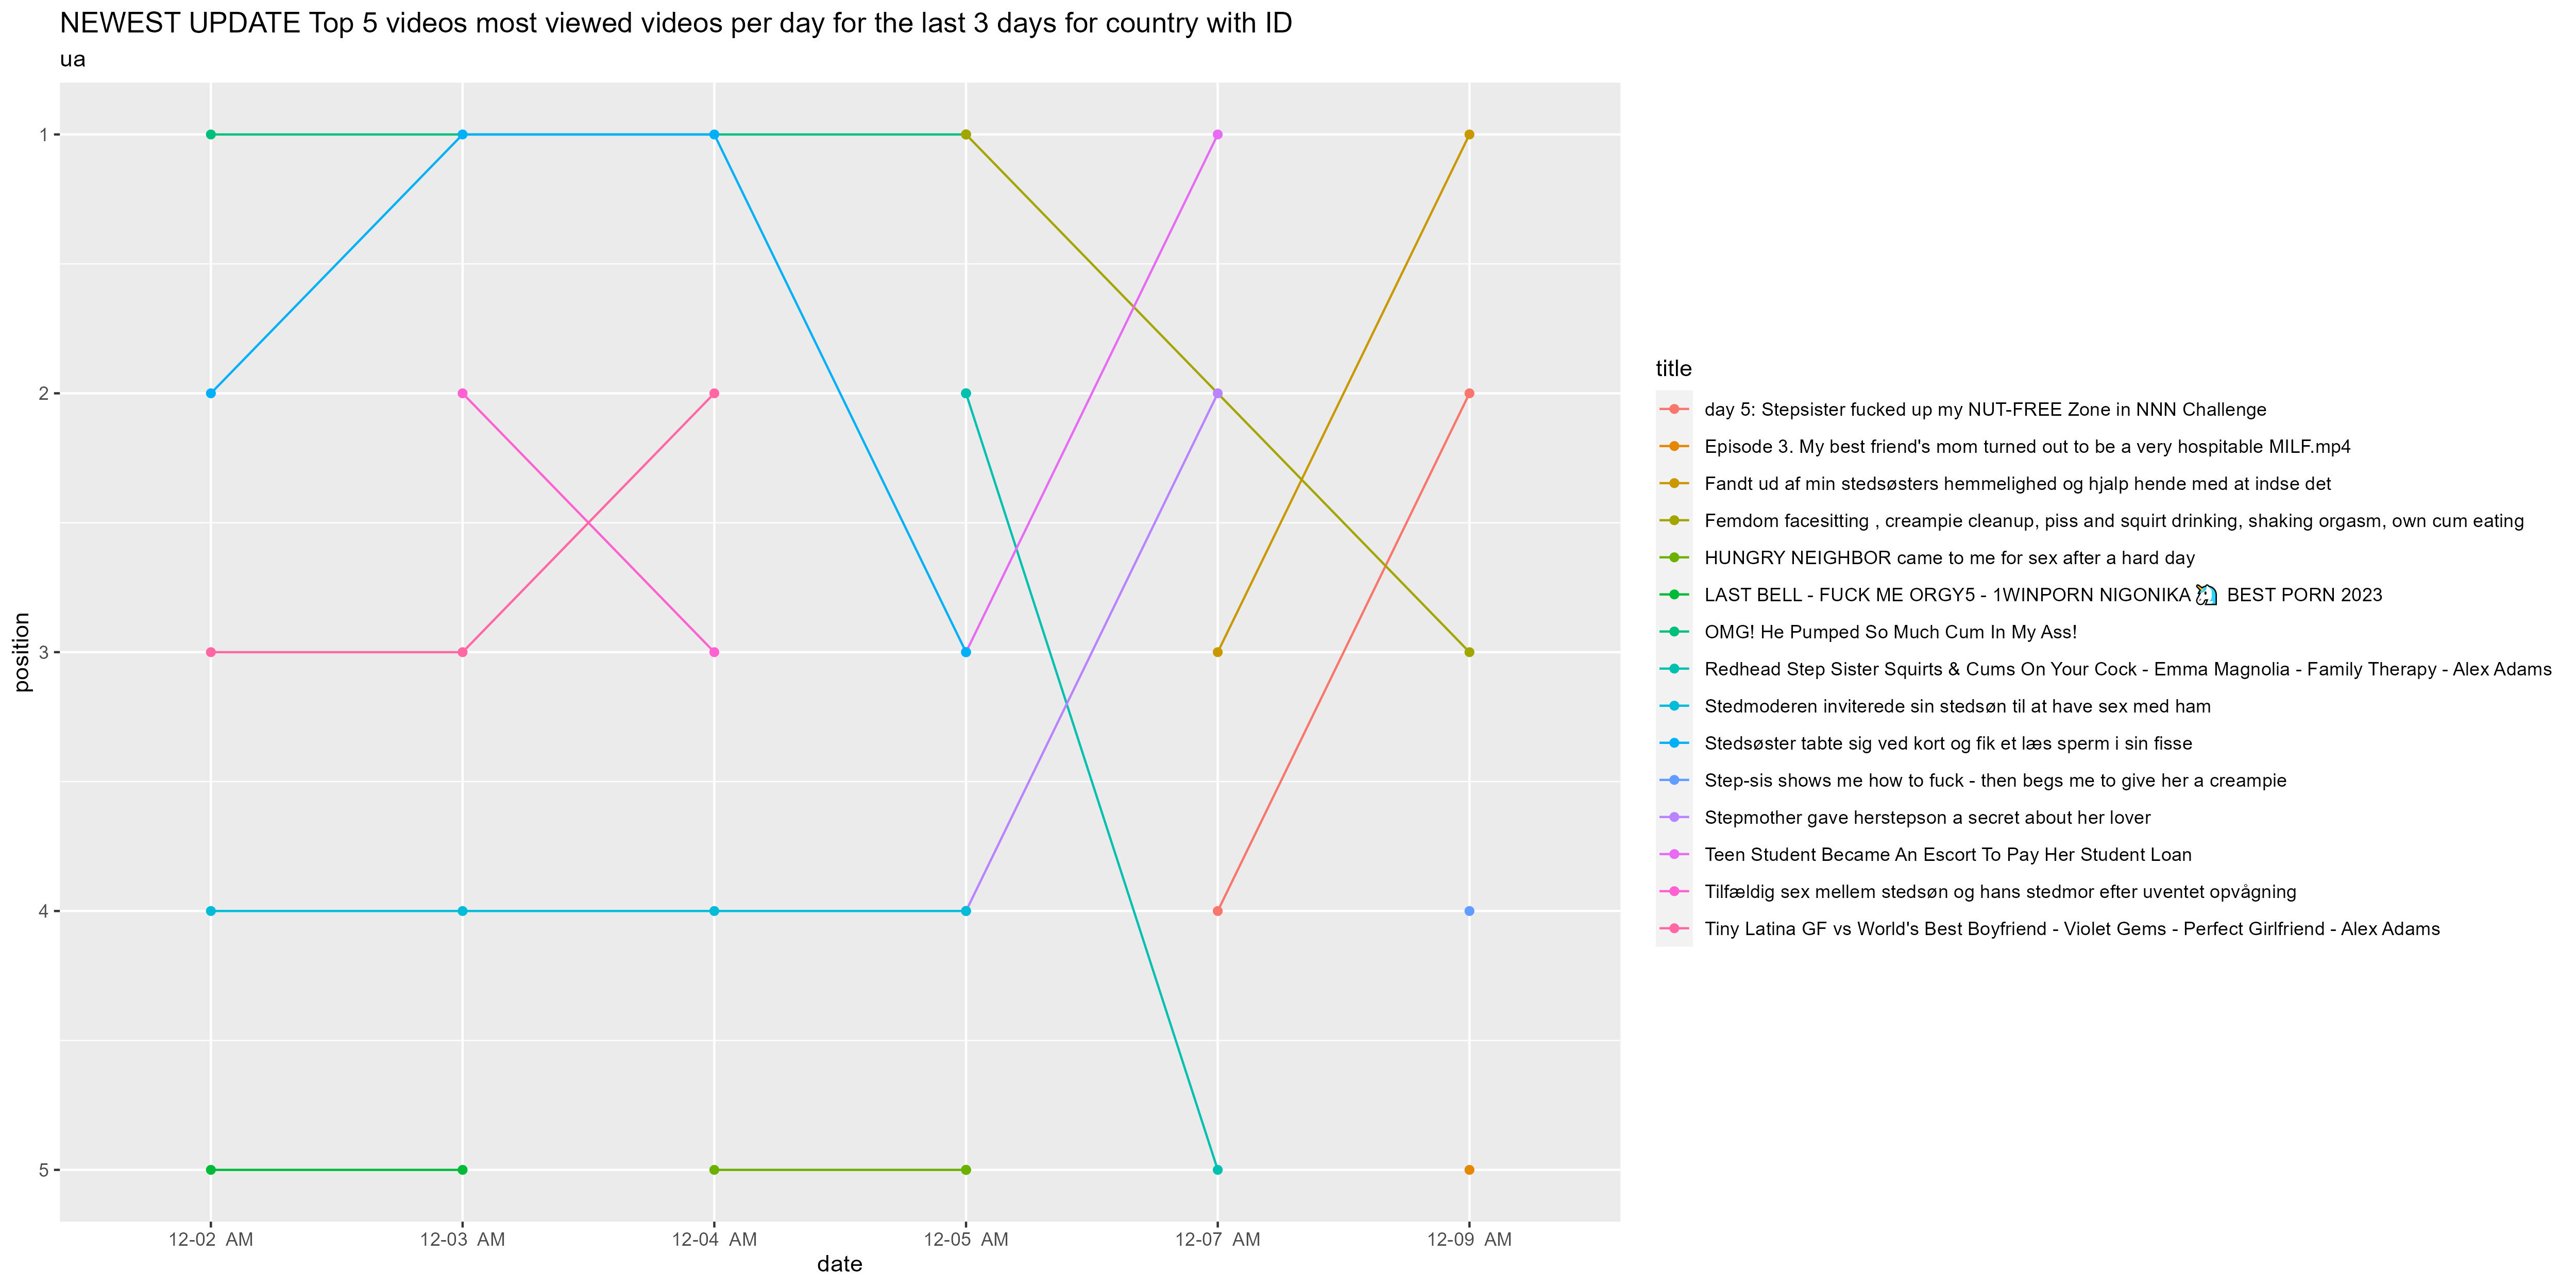 NEWEST UPDATE Top 5 videos most viewed videos per day for the last 3 days for country with ID
ua
1
2
3
4
5
position
12-02 AM
12-03 AM
12-04 AM
12-05 AM
12-07 AM
12-09 AM
date
title
day 5: Stepsister fucked up my NUT-FREE Zone in NNN Challenge
Episode 3. My best friend's mom turned out to be a very hospitable MILF.mp4
Fandt ud af min stedsøsters hemmelighed og hjalp hende med at indse det
Femdom facesitting , creampie cleanup, piss and squirt drinking, shaking orgasm, own cum eating
HUNGRY NEIGHBOR came to me for sex after a hard day
LAST BELL - FUCK ME ORGY5 - 1WINPORN NIGONIKA🦄 BEST PORN 2023
OMG! He Pumped So Much Cum In My Ass!
Redhead Step Sister Squirts & Cums On Your Cock - Emma Magnolia - Family Therapy - Alex Adams
Stedmoderen inviterede sin stedsøn til at have sex med ham
Stedsøster tabte sig ved kort og fik et læs sperm i sin fisse
Step-sis shows me how to fuck - then begs me to give her a creampie
Stepmother gave herstepson a secret about her lover
Teen Student Became An Escort To Pay Her Student Loan
Tilfældig sex mellem stedsøn og hans stedmor efter uventet opvågning
Tiny Latina GF vs World's Best Boyfriend - Violet Gems - Perfect Girlfriend - Alex Adams